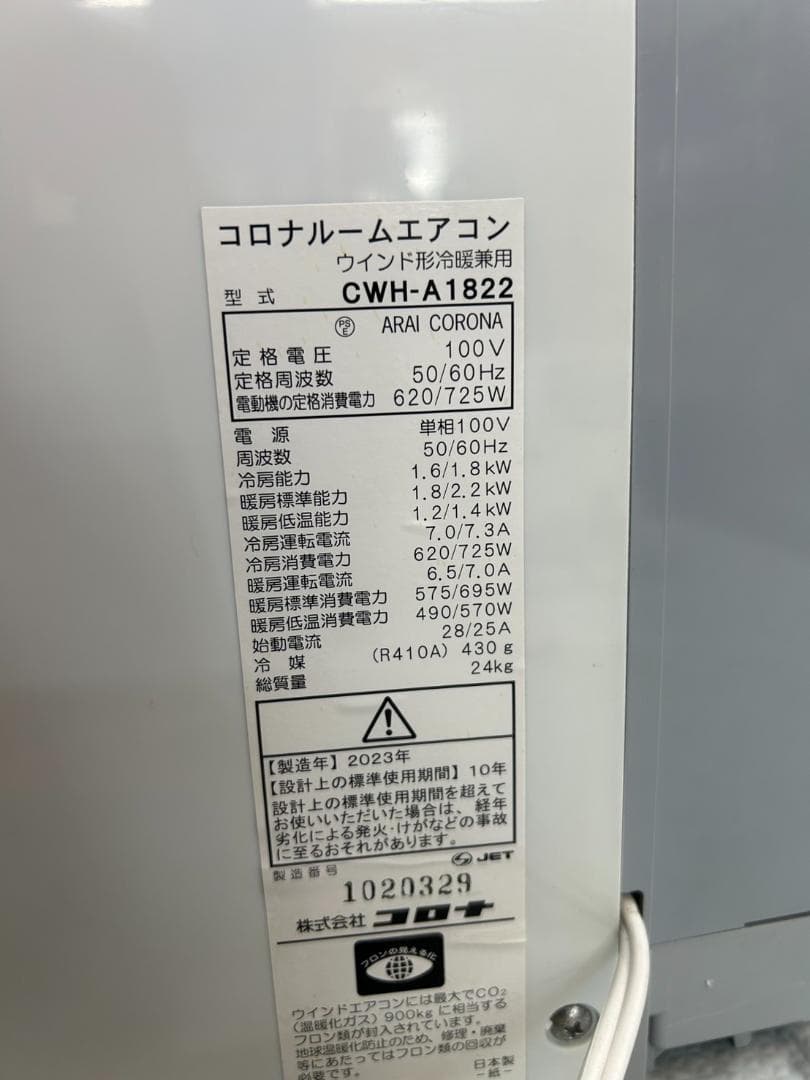 コロナルームエアコン
ウインド形冷暖兼用
型式 CWH-A1822
PSE ARAI CORONA
定格電圧 100V
定格周波数 50/60Hz
電動機の定格消費電力 620/725W
電源 単相100V
周波数 50/60Hz
冷房能力 1.6/1.8kW
暖房標準能力 1.8/2.2kW
暖房低温能力 1.2/1.4kW
冷房運転電流 7.0/7.3A
冷房消費電力 620/725W
暖房運転電流 6.5/7.0A
暖房標準消費電力 575/695W
暖房低温消費電力 490/570W
始動電流 28/25A
冷媒 (R410A) 430g
総質量 24kg
【製造年】2023年
【設計上の標準使用期間】10年
設計上の標準使用期間を超えて
お使いいただいた場合は、経年
劣化による発火・けがなどの事故
に至るおそれがあります。
JET
製造番号
1020329
株式会社 コロナ
フロンの見える化
ウインドエアコンには最大でCO₂
(温暖化ガス)900kgに相当する
フロン類が封入されています。
地球温暖化防止のため、修理・廃棄
等にあたってはフロン類の回収が
必要です。
日本製
-紙-